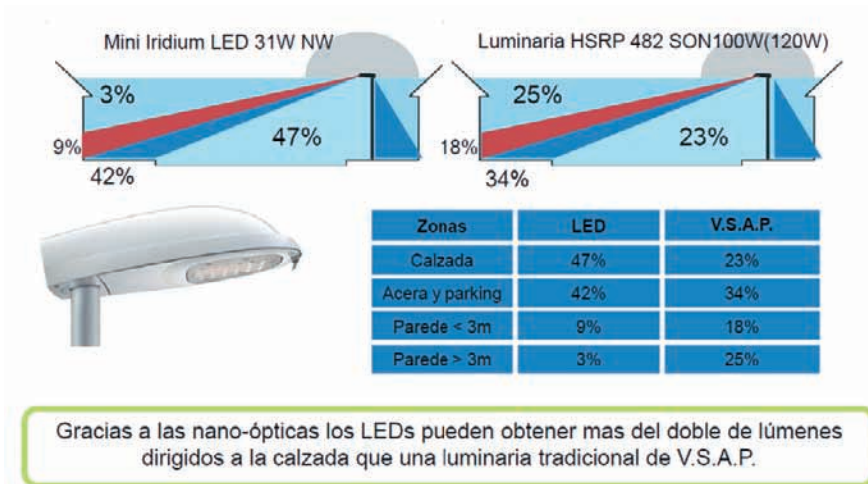 Mini Iridium LED 31W NW
Luminaria HSRP 482 SON100W(120W)
3%
9%
47%
42%
25%
18%
23%
34%
Zonas LED V.S.A.P.
Calzada 47% 23%
Acera y parking 42% 34%
Parede < 3m 9% 18%
Parede > 3m 3% 25%
Gracias a las nano-ópticas los LEDs pueden obtener mas del doble de lúmenes
dirigidos a la calzada que una luminaria tradicional de V.S.A.P.